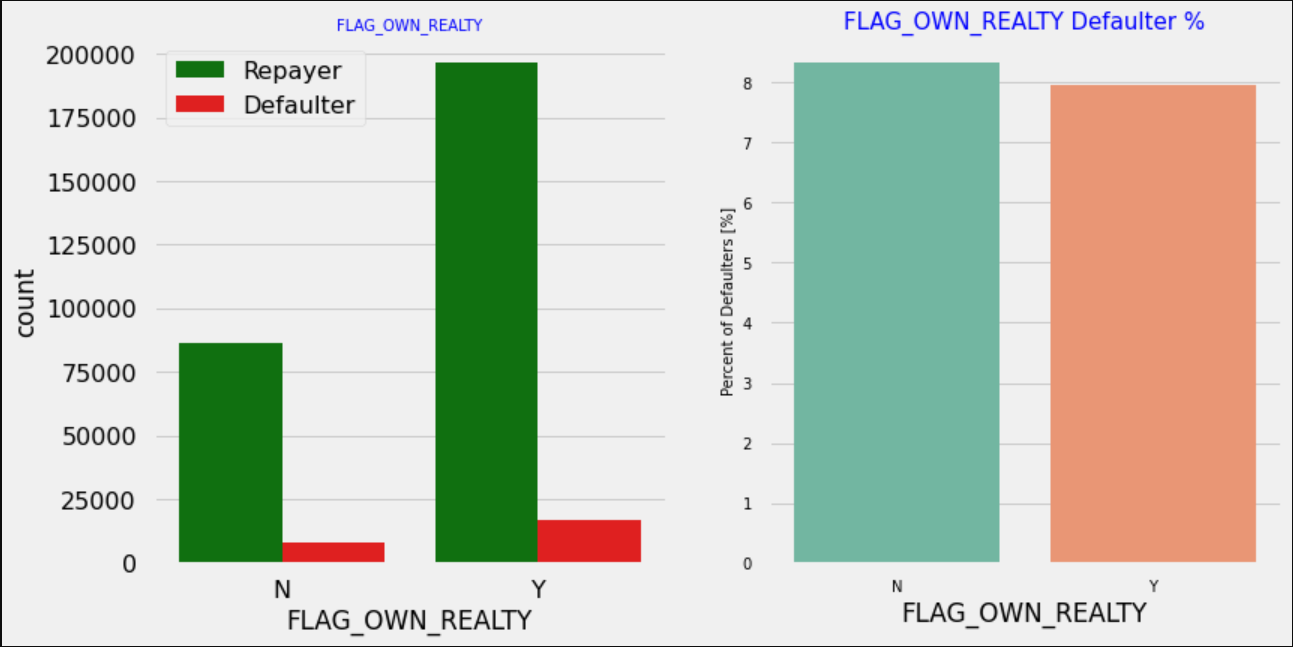 FLAG_OWN_REALTY
200000
175000
150000
125000
100000
75000
50000
25000
0
count
Repayer
Defaulter
N
Y
FLAG_OWN_REALTY
FLAG_OWN_REALTY Defaulter %
8
7
6
5
4
3
2
1
0
Percent of Defaulters [%]
N
Y
FLAG_OWN_REALTY